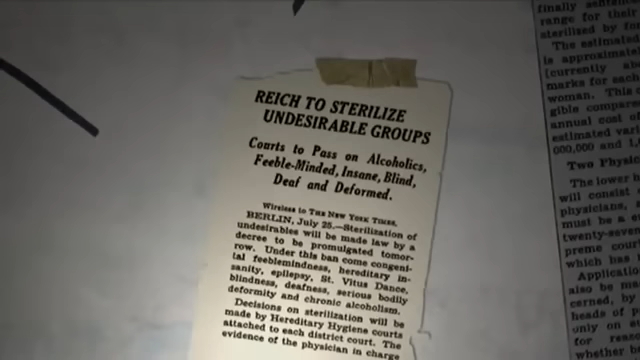 REICH TO STERILIZE
UNDESIRABLE GROUPS
Courts to Pass on Alcoholics,
Feeble-Minded, Insane, Blind,
Deaf and Deformed.
Wireless to THE NEW YORK TIMES.
BERLIN, July 25.—Sterilization of
undesirables will be made law by a
decree to be promulgated tomor-
row. Under this ban come congeni-
tal feeblemindness, hereditary in-
sanity, epilepsy, St. Vitus Dance,
blindness, deafness, serious bodily
deformity and chronic alcoholism.
Decisions on sterilization will be
made by Hereditary Hygiene courts
attached to each district court. The
evidence of the physician in charge
finally
range for their
sterilized by
The estimated
is approximate
(currently
marks for each
woman. This
gible compare
annual cost of
estimated
000,000 and
Two Physi
The lower
will consist
physicians,
must be a
twenty-seven
preme court
which has
Application
also be ma
cerned, by
heads of
only on
for reaso
whether